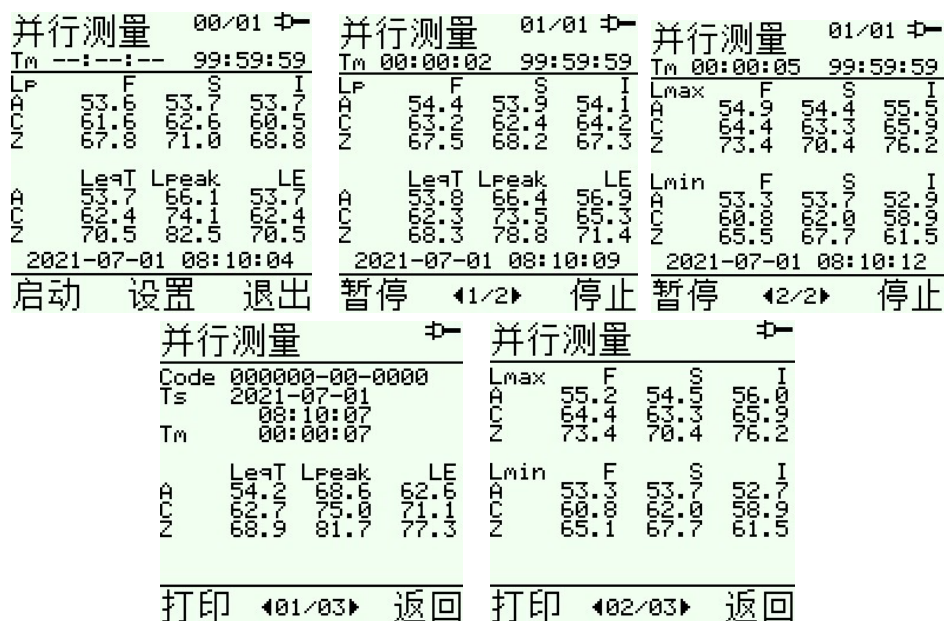 并行测量 00/01
Tm --:--:-- 99:59:59
Lp F S I
A 53.6 53.7 53.7
C 61.6 62.6 60.5
Z 67.8 71.0 68.8
LeqT Lpeak LE
A 53.7 66.1 53.7
C 62.4 74.1 62.4
Z 70.5 82.5 70.5
2021-07-01 08:10:04
启动 设置 退出
并行测量 01/01
Tm 00:00:02 99:59:59
Lp F S I
A 54.4 53.9 54.1
C 63.2 62.4 64.2
Z 67.5 68.2 67.3
LeqT Lpeak LE
A 53.8 66.4 56.9
C 62.3 73.5 65.3
Z 68.3 78.8 71.4
2021-07-01 08:10:09
暂停 1/2 停止
并行测量 01/01
Tm 00:00:05 99:59:59
Lmax F S I
A 54.9 54.4 55.5
C 64.4 63.3 65.9
Z 73.4 70.4 76.2
Lmin F S I
A 53.3 53.7 52.9
C 60.8 62.0 58.9
Z 65.5 67.7 61.5
2021-07-01 08:10:12
暂停 2/2 停止
并行测量
Code 000000-00-0000
Ts 2021-07-01
08:10:07
Tm 00:00:07
LeqT Lpeak LE
A 54.2 68.6 62.6
C 62.7 75.0 71.1
Z 68.9 81.7 77.3
打印 01/03 返回
并行测量
Lmax F S I
A 55.2 54.5 56.0
C 64.4 63.3 65.9
Z 73.4 70.4 76.2
Lmin F S I
A 53.3 53.7 52.7
C 60.8 62.0 58.9
Z 65.1 67.7 61.5
打印 02/03 返回